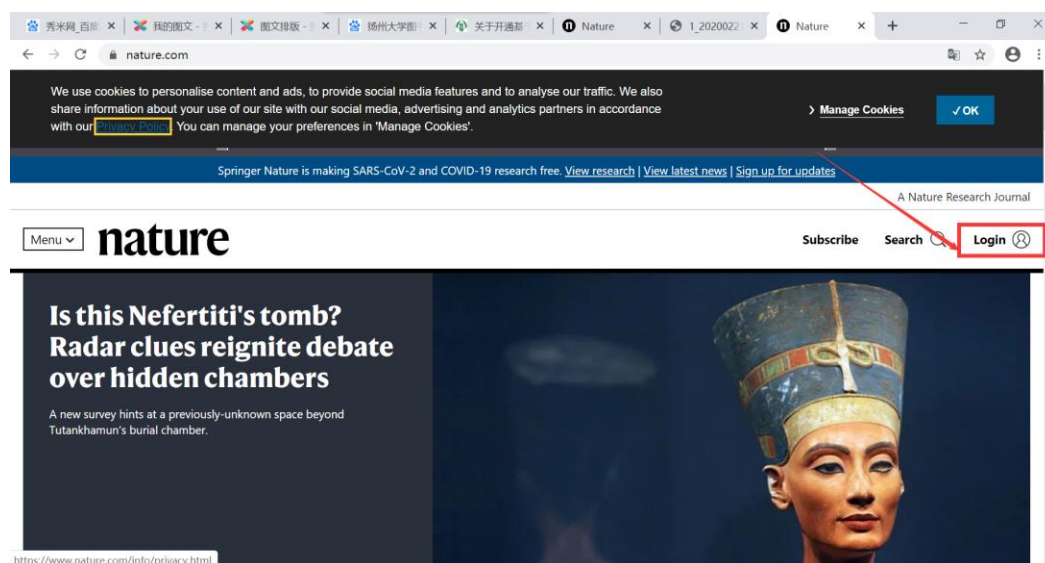 秀米网_百度
我的图文 -
图文排版 -
扬州大学图
关于开通基
Nature
1_2020022
Nature
nature.com
We use cookies to personalise content and ads, to provide social media features and to analyse our traffic. We also
share information about your use of our site with our social media, advertising and analytics partners in accordance
with our Privacy Policy. You can manage your preferences in 'Manage Cookies'.
> Manage Cookies
✓ OK
Springer Nature is making SARS-CoV-2 and COVID-19 research free. View research | View latest news | Sign up for updates
A Nature Research Journal
Menu
nature
Subscribe
Search
Login
Is this Nefertiti's tomb?
Radar clues reignite debate
over hidden chambers
A new survey hints at a previously-unknown space beyond
Tutankhamun's burial chamber.
https://www.nature.com/info/privacy.html